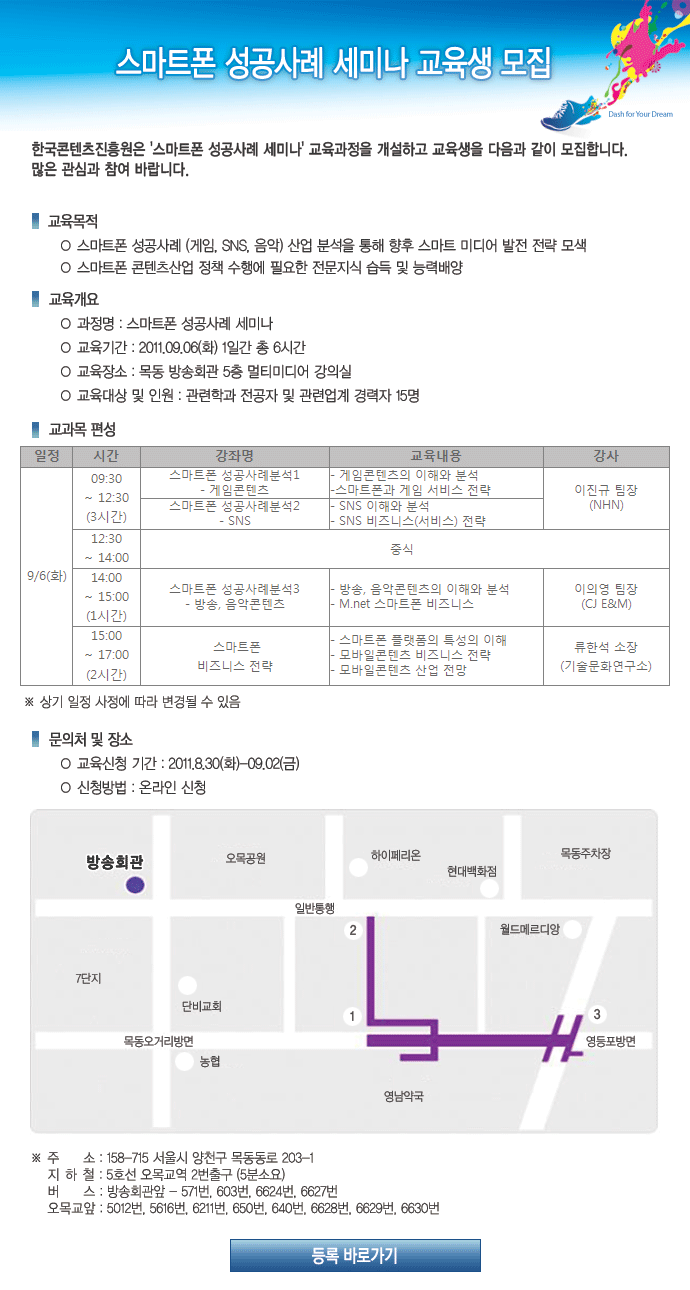 스마트폰 성공사례 세미나 교육생 모집
Dash for Your Dream
한국콘텐츠진흥원은 '스마트폰 성공사례 세미나' 교육과정을 개설하고 교육생을 다음과 같이 모집합니다.
많은 관심과 참여 바랍니다.
교육목적
O 스마트폰 성공사례 (게임, SNS, 음악) 산업 분석을 통해 향후 스마트 미디어 발전 전략 모색
O 스마트폰 콘텐츠산업 정책 수행에 필요한 전문지식 습득 및 능력배양
교육개요
O 과정명 : 스마트폰 성공사례 세미나
O 교육기간 : 2011.09.06(화) 1일간 총 6시간
O 교육장소 : 목동 방송회관 5층 멀티미디어 강의실
O 교육대상 및 인원 : 관련학과 전공자 및 관련업계 경력자 15명
교과목 편성
일정 시간 강좌명 교육내용 강사
9/6(화)
09:30
~ 12:30
(3시간)
스마트폰 성공사례분석1
- 게임콘텐츠
- 게임콘텐츠의 이해와 분석
-스마트폰과 게임 서비스 전략
스마트폰 성공사례분석2
- SNS
- SNS 이해와 분석
- SNS 비즈니스(서비스) 전략
이진규 팀장
(NHN)
12:30
~ 14:00
중식
14:00
~ 15:00
(1시간)
스마트폰 성공사례분석3
- 방송, 음악콘텐츠
- 방송, 음악콘텐츠의 이해와 분석
- M.net 스마트폰 비즈니스
이의영 팀장
(CJ E&M)
15:00
~ 17:00
(2시간)
스마트폰
비즈니스 전략
- 스마트폰 플랫폼의 특성의 이해
- 모바일콘텐츠 비즈니스 전략
- 모바일콘텐츠 산업 전망
류한석 소장
(기술문화연구소)
※ 상기 일정 사정에 따라 변경될 수 있음
문의처 및 장소
O 교육신청 기간 : 2011.8.30(화)-09.02(금)
O 신청방법 : 온라인 신청
방송회관
오목공원
하이페리온
현대백화점
목동주차장
일반통행
2
월드메르디앙
7단지
단비교회
1
3
목동오거리방면
영등포방면
농협
영남약국
※ 주 소 : 158-715 서울시 양천구 목동동로 203-1
지 하 철 : 5호선 오목교역 2번출구 (5분소요)
버 스 : 방송회관앞 - 571번, 603번, 6624번, 6627번
오목교앞 : 5012번, 5616번, 6211번, 650번, 640번, 6628번, 6629번, 6630번
등록 바로가기